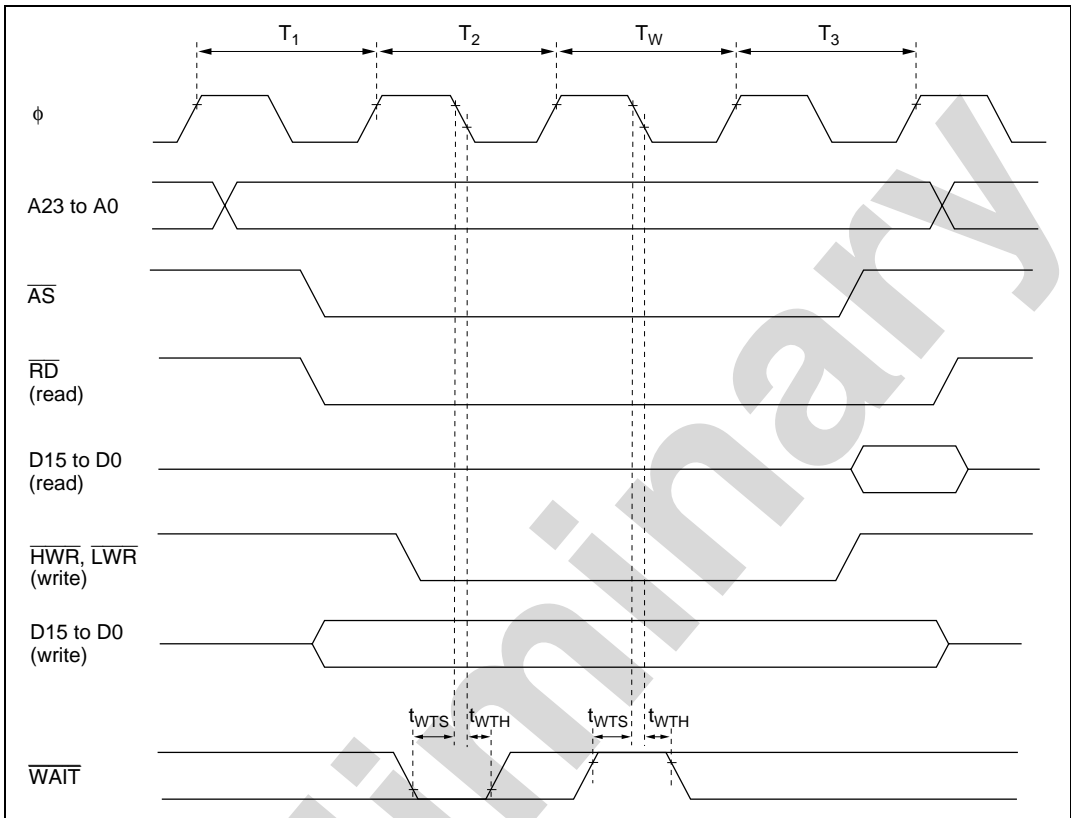 T1 T2 TW T3
ϕ
A23 to A0
AS
RD
(read)
D15 to D0
(read)
HWR, LWR
(write)
D15 to D0
(write)
tWTS tWTH tWTS tWTH
WAIT
liminary